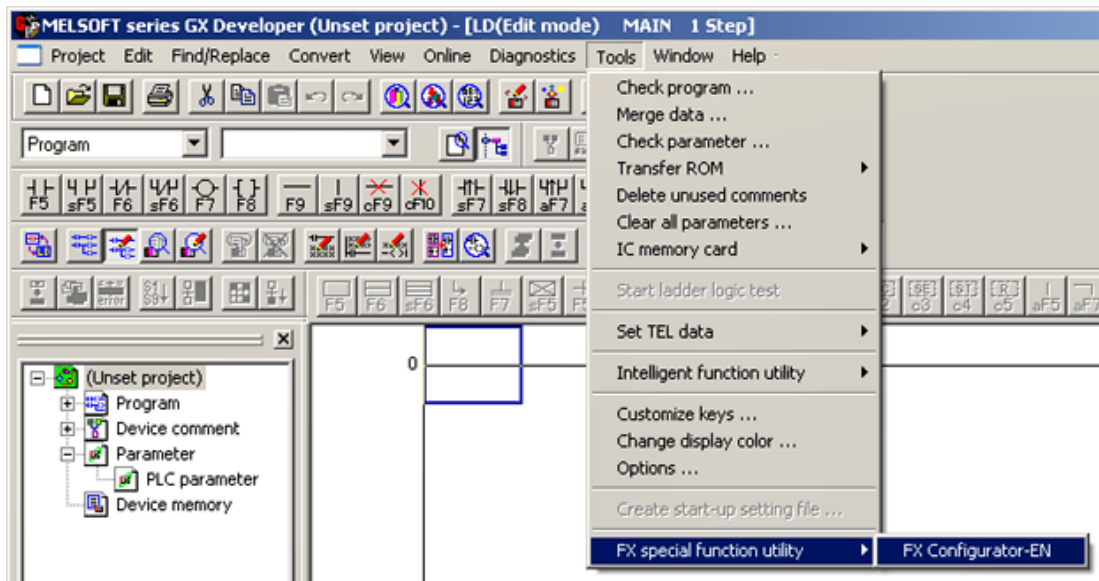 MELSOFT series GX Developer (Unset project) - [LD(Edit mode) MAIN 1 Step]
Project Edit Find/Replace Convert View Online Diagnostics Tools Window Help
Program
F5 sF5 F6 sF6 F7 F8 F9 sF9 cF9 cF10 sF7 sF8 aF7
F5 F6 sF6 F8 F7 sF5 c3 c4 c5 aF5 aF7
Check program ...
Merge data ...
Check parameter ...
Transfer ROM
Delete unused comments
Clear all parameters ...
IC memory card
Start ladder logic test
Set TEL data
Intelligent function utility
Customize keys ...
Change display color ...
Options ...
Create start-up setting file ...
FX special function utility
FX Configurator-EN
(Unset project)
Program
Device comment
Parameter
PLC parameter
Device memory
0